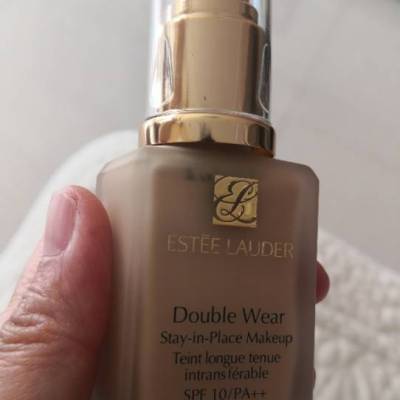 EL
ESTĒE LAUDER
Double Wear
Stay-in-Place Makeup
Teint longue tenue
intransférable
SPF 10/PA++